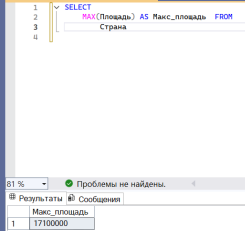 1 SELECT
2 MAX(Площадь) AS Макс_площадь FROM
3 Страна
4
81 %
Проблемы не найдены.
Результаты Сообщения
Макс_площадь
1 17100000